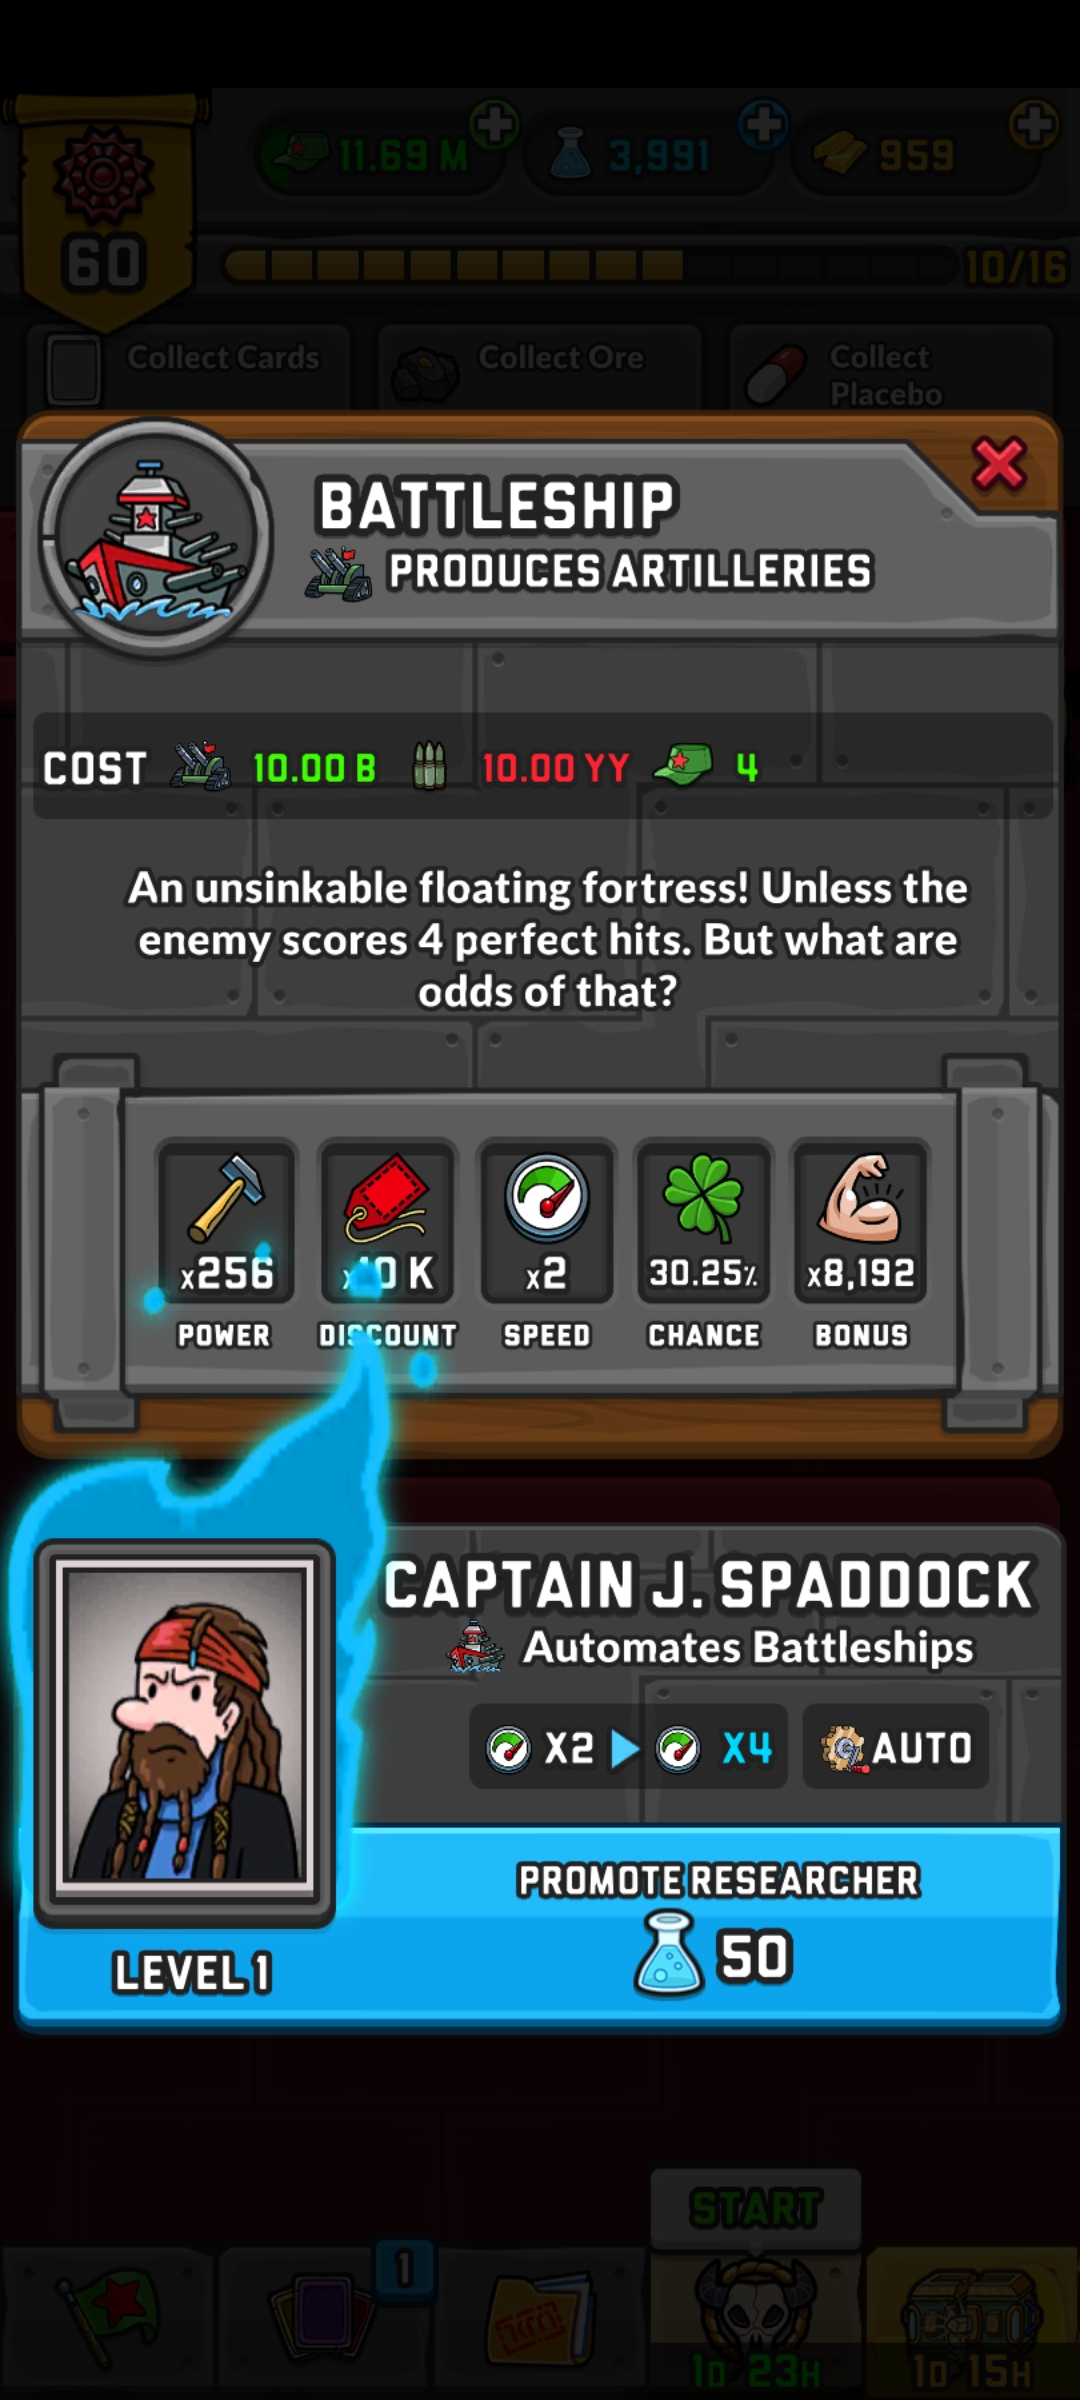 11.69 M
3,991
959
60
10/16
Collect Cards
Collect Ore
Collect
Placebo
BATTLESHIP
PRODUCES ARTILLERIES
COST 10.00 B 10.00 YY 4
An unsinkable floating fortress! Unless the
enemy scores 4 perfect hits. But what are
odds of that?
x256
x10 K
x2
30.25%
x8,192
POWER
DISCOUNT
SPEED
CHANCE
BONUS
CAPTAIN J. SPADDOCK
Automates Battleships
X2 X4 AUTO
PROMOTE RESEARCHER
50
LEVEL 1
START
1
1D 23H
1D 15H